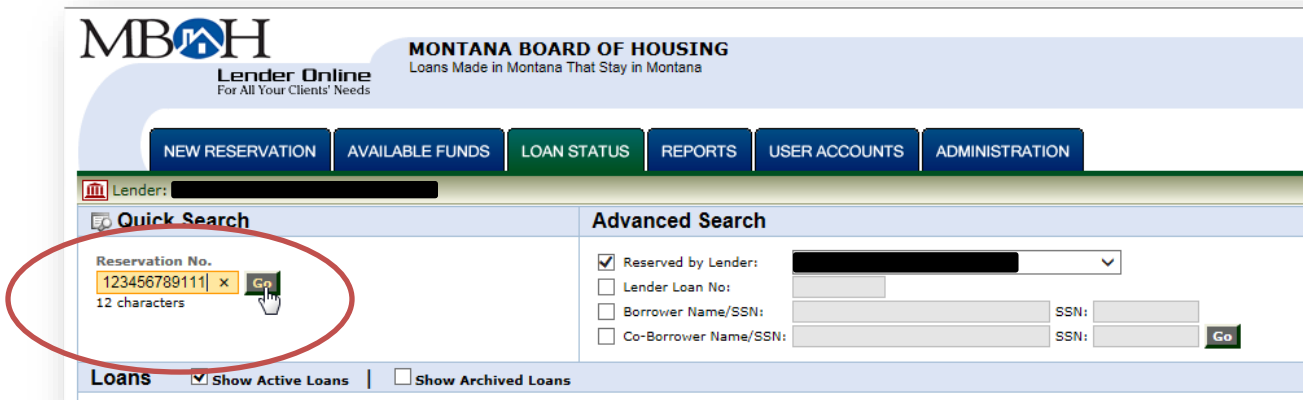 MBOH
Lender Online
For All Your Clients' Needs
MONTANA BOARD OF HOUSING
Loans Made in Montana That Stay in Montana
NEW RESERVATION AVAILABLE FUNDS LOAN STATUS REPORTS USER ACCOUNTS ADMINISTRATION
Lender:
Quick Search
Reservation No.
123456789111 × Go
12 characters
Advanced Search
Reserved by Lender:
Lender Loan No:
Borrower Name/SSN: SSN:
Co-Borrower Name/SSN: SSN: Go
Loans Show Active Loans | Show Archived Loans